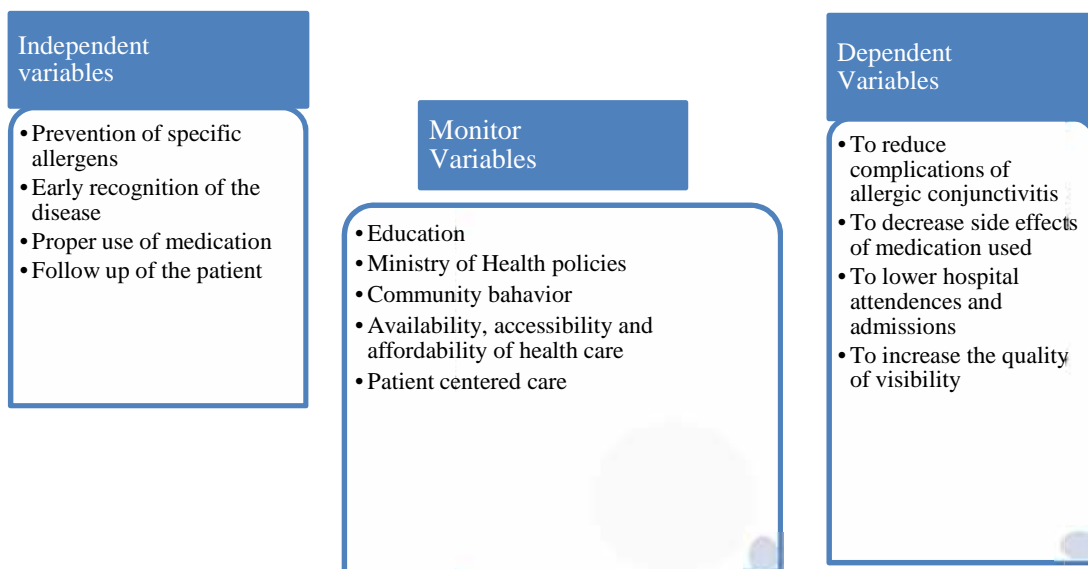 Independent
variables
• Prevention of specific
allergens
• Early recognition of the
disease
• Proper use of medication
• Follow up of the patient
Monitor
Variables
• Education
• Ministry of Health policies
• Community bahavior
• Availability, accessibility and
affordability of health care
• Patient centered care
Dependent
Variables
• To reduce
complications of
allergic conjunctivitis
• To decrease side effects
of medication used
• To lower hospital
attendences and
admissions
• To increase the quality
of visibility